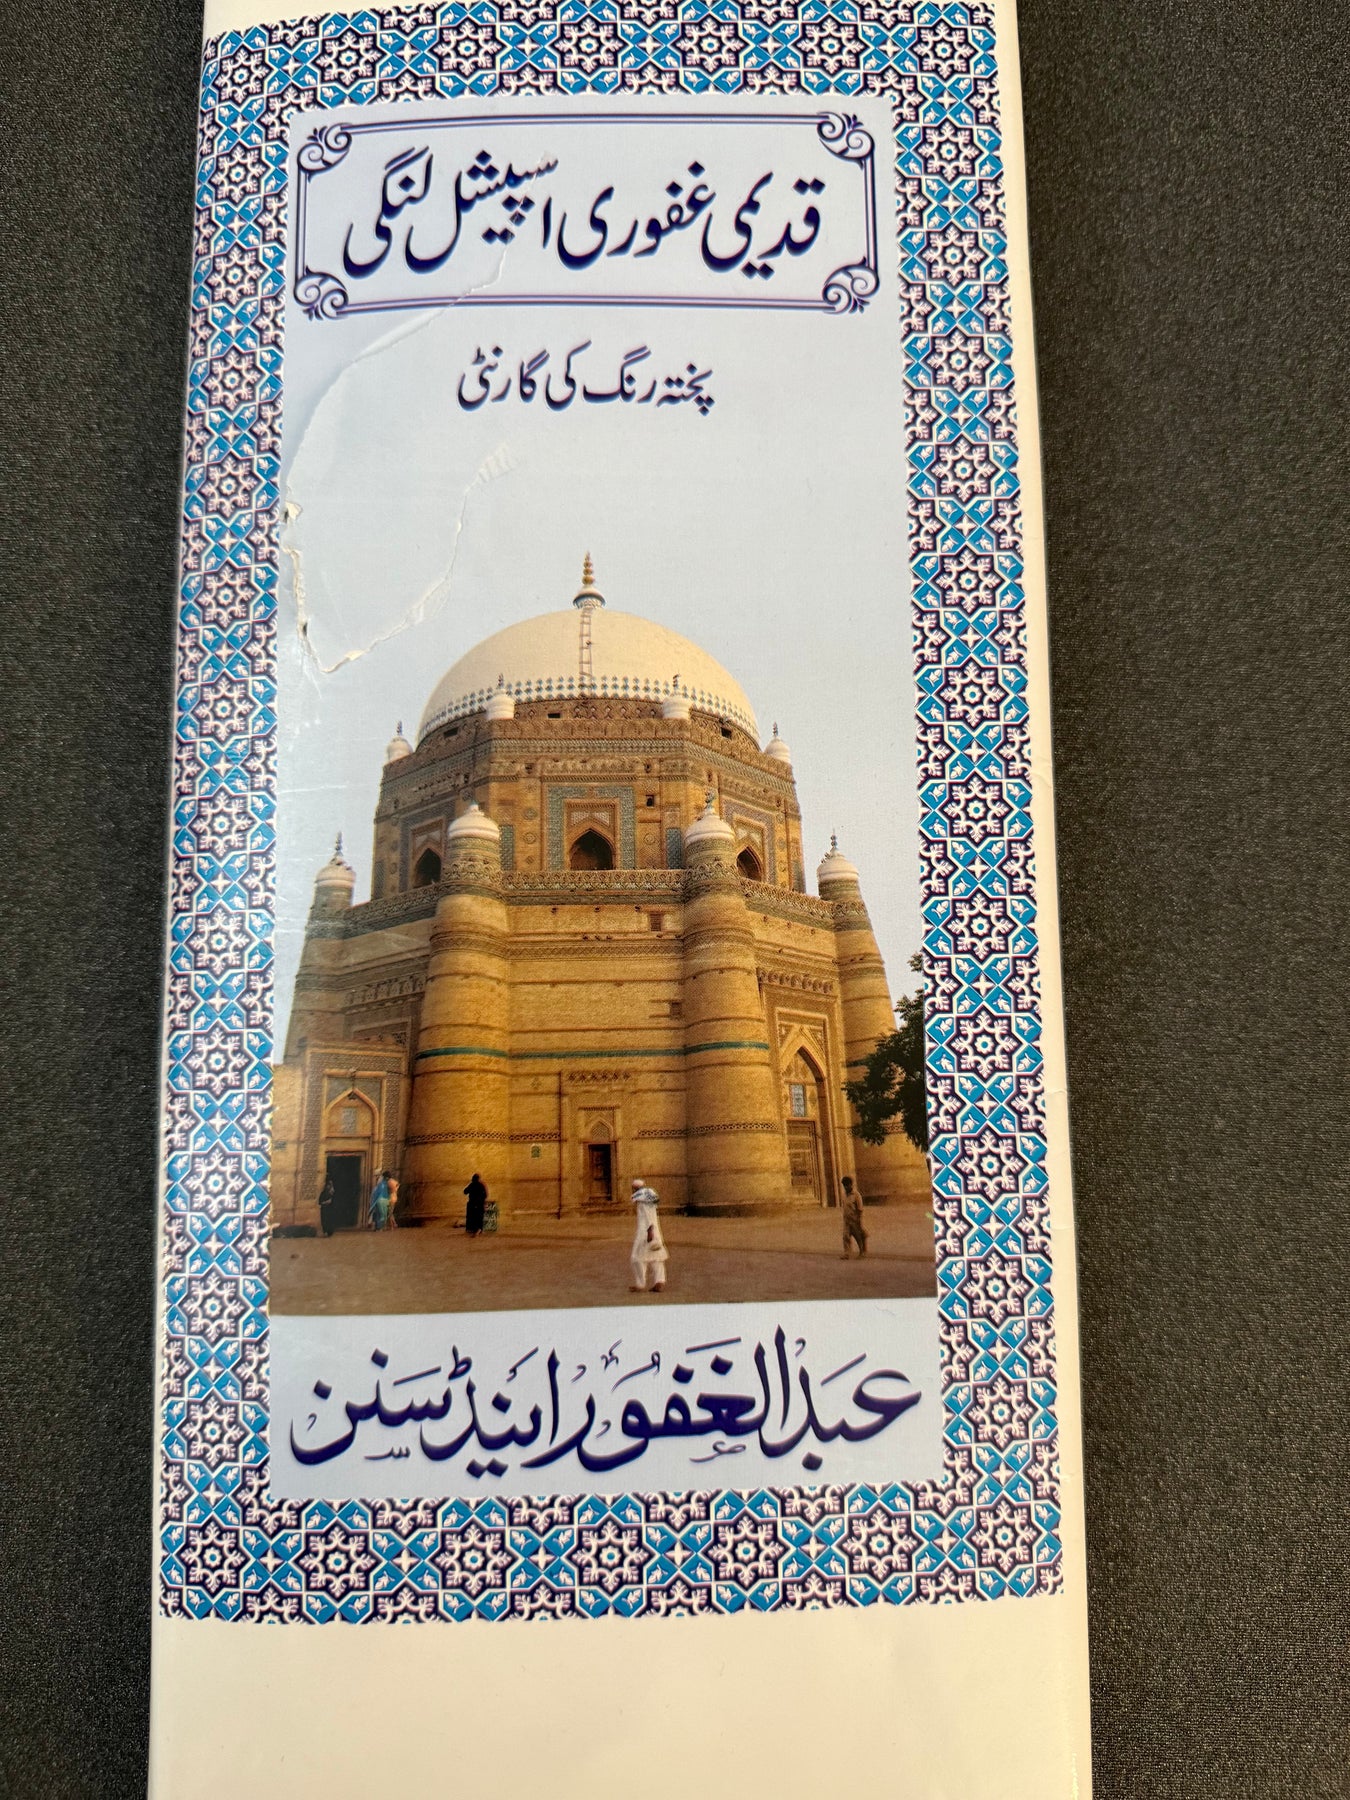 قدیمی غفوری اسپیشل لنگی
پختہ رنگ کی گارنٹی
عبدالغفور اینڈ سنز